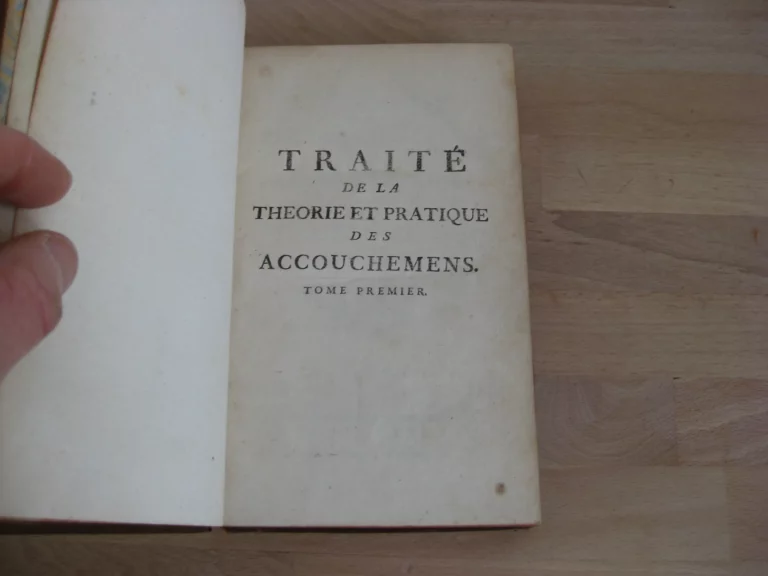 TRAITÉ
DE LA
THEORIE ET PRATIQUE
DES
ACCOUCHEMENS.
TOME PREMIER.